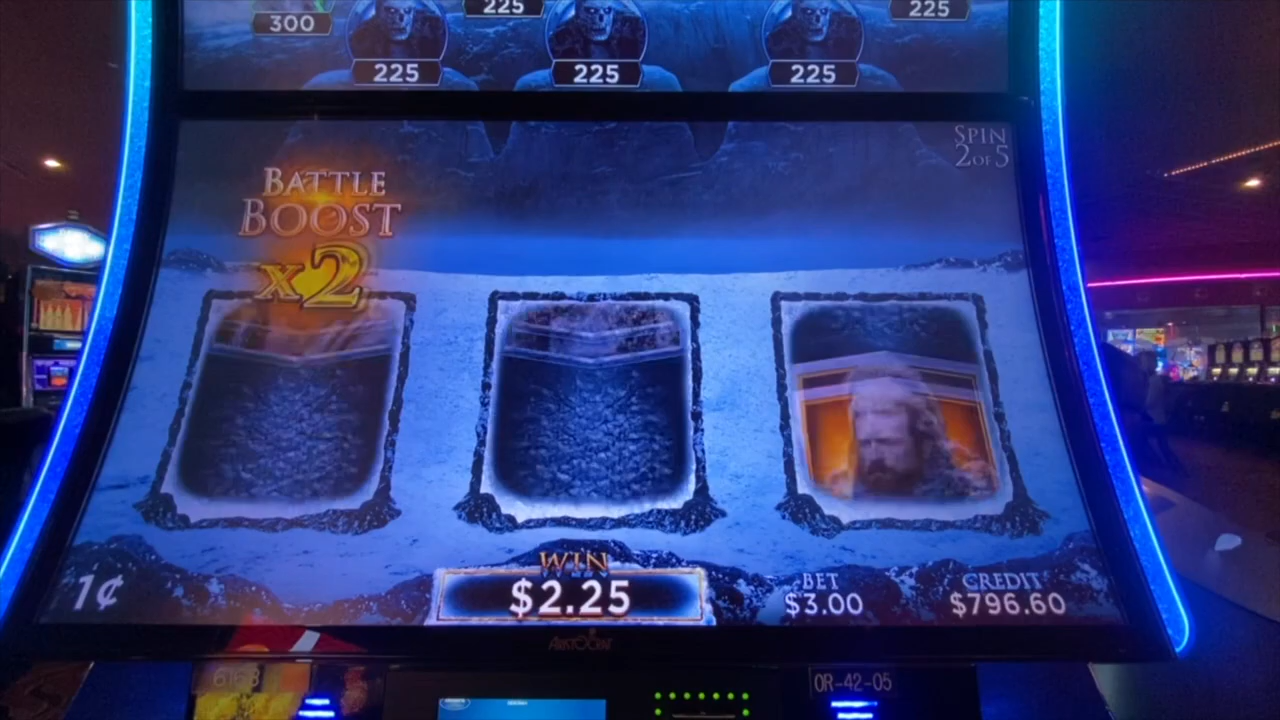 300
225
225
225
225
225
SPIN
2 OF 5
BATTLE
BOOST
x2
1¢
WIN
$2.25
BET
$3.00
CREDIT
$796.60
ARISTOCRAT
OR-42-05